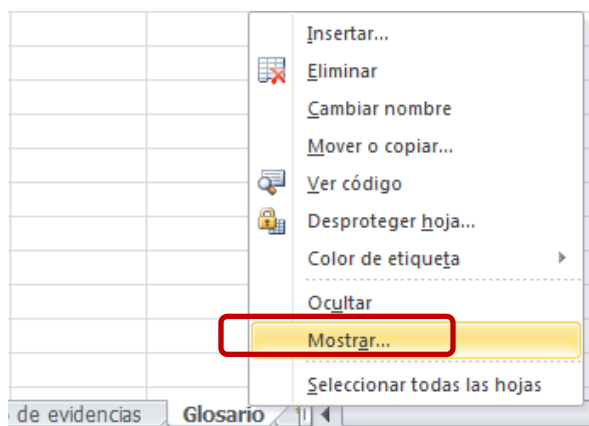 Insertar...
Eliminar
Cambiar nombre
Mover o copiar...
Ver código
Desproteger hoja...
Color de etiqueta
Ocultar
Mostrar...
Seleccionar todas las hojas
de evidencias Glosario